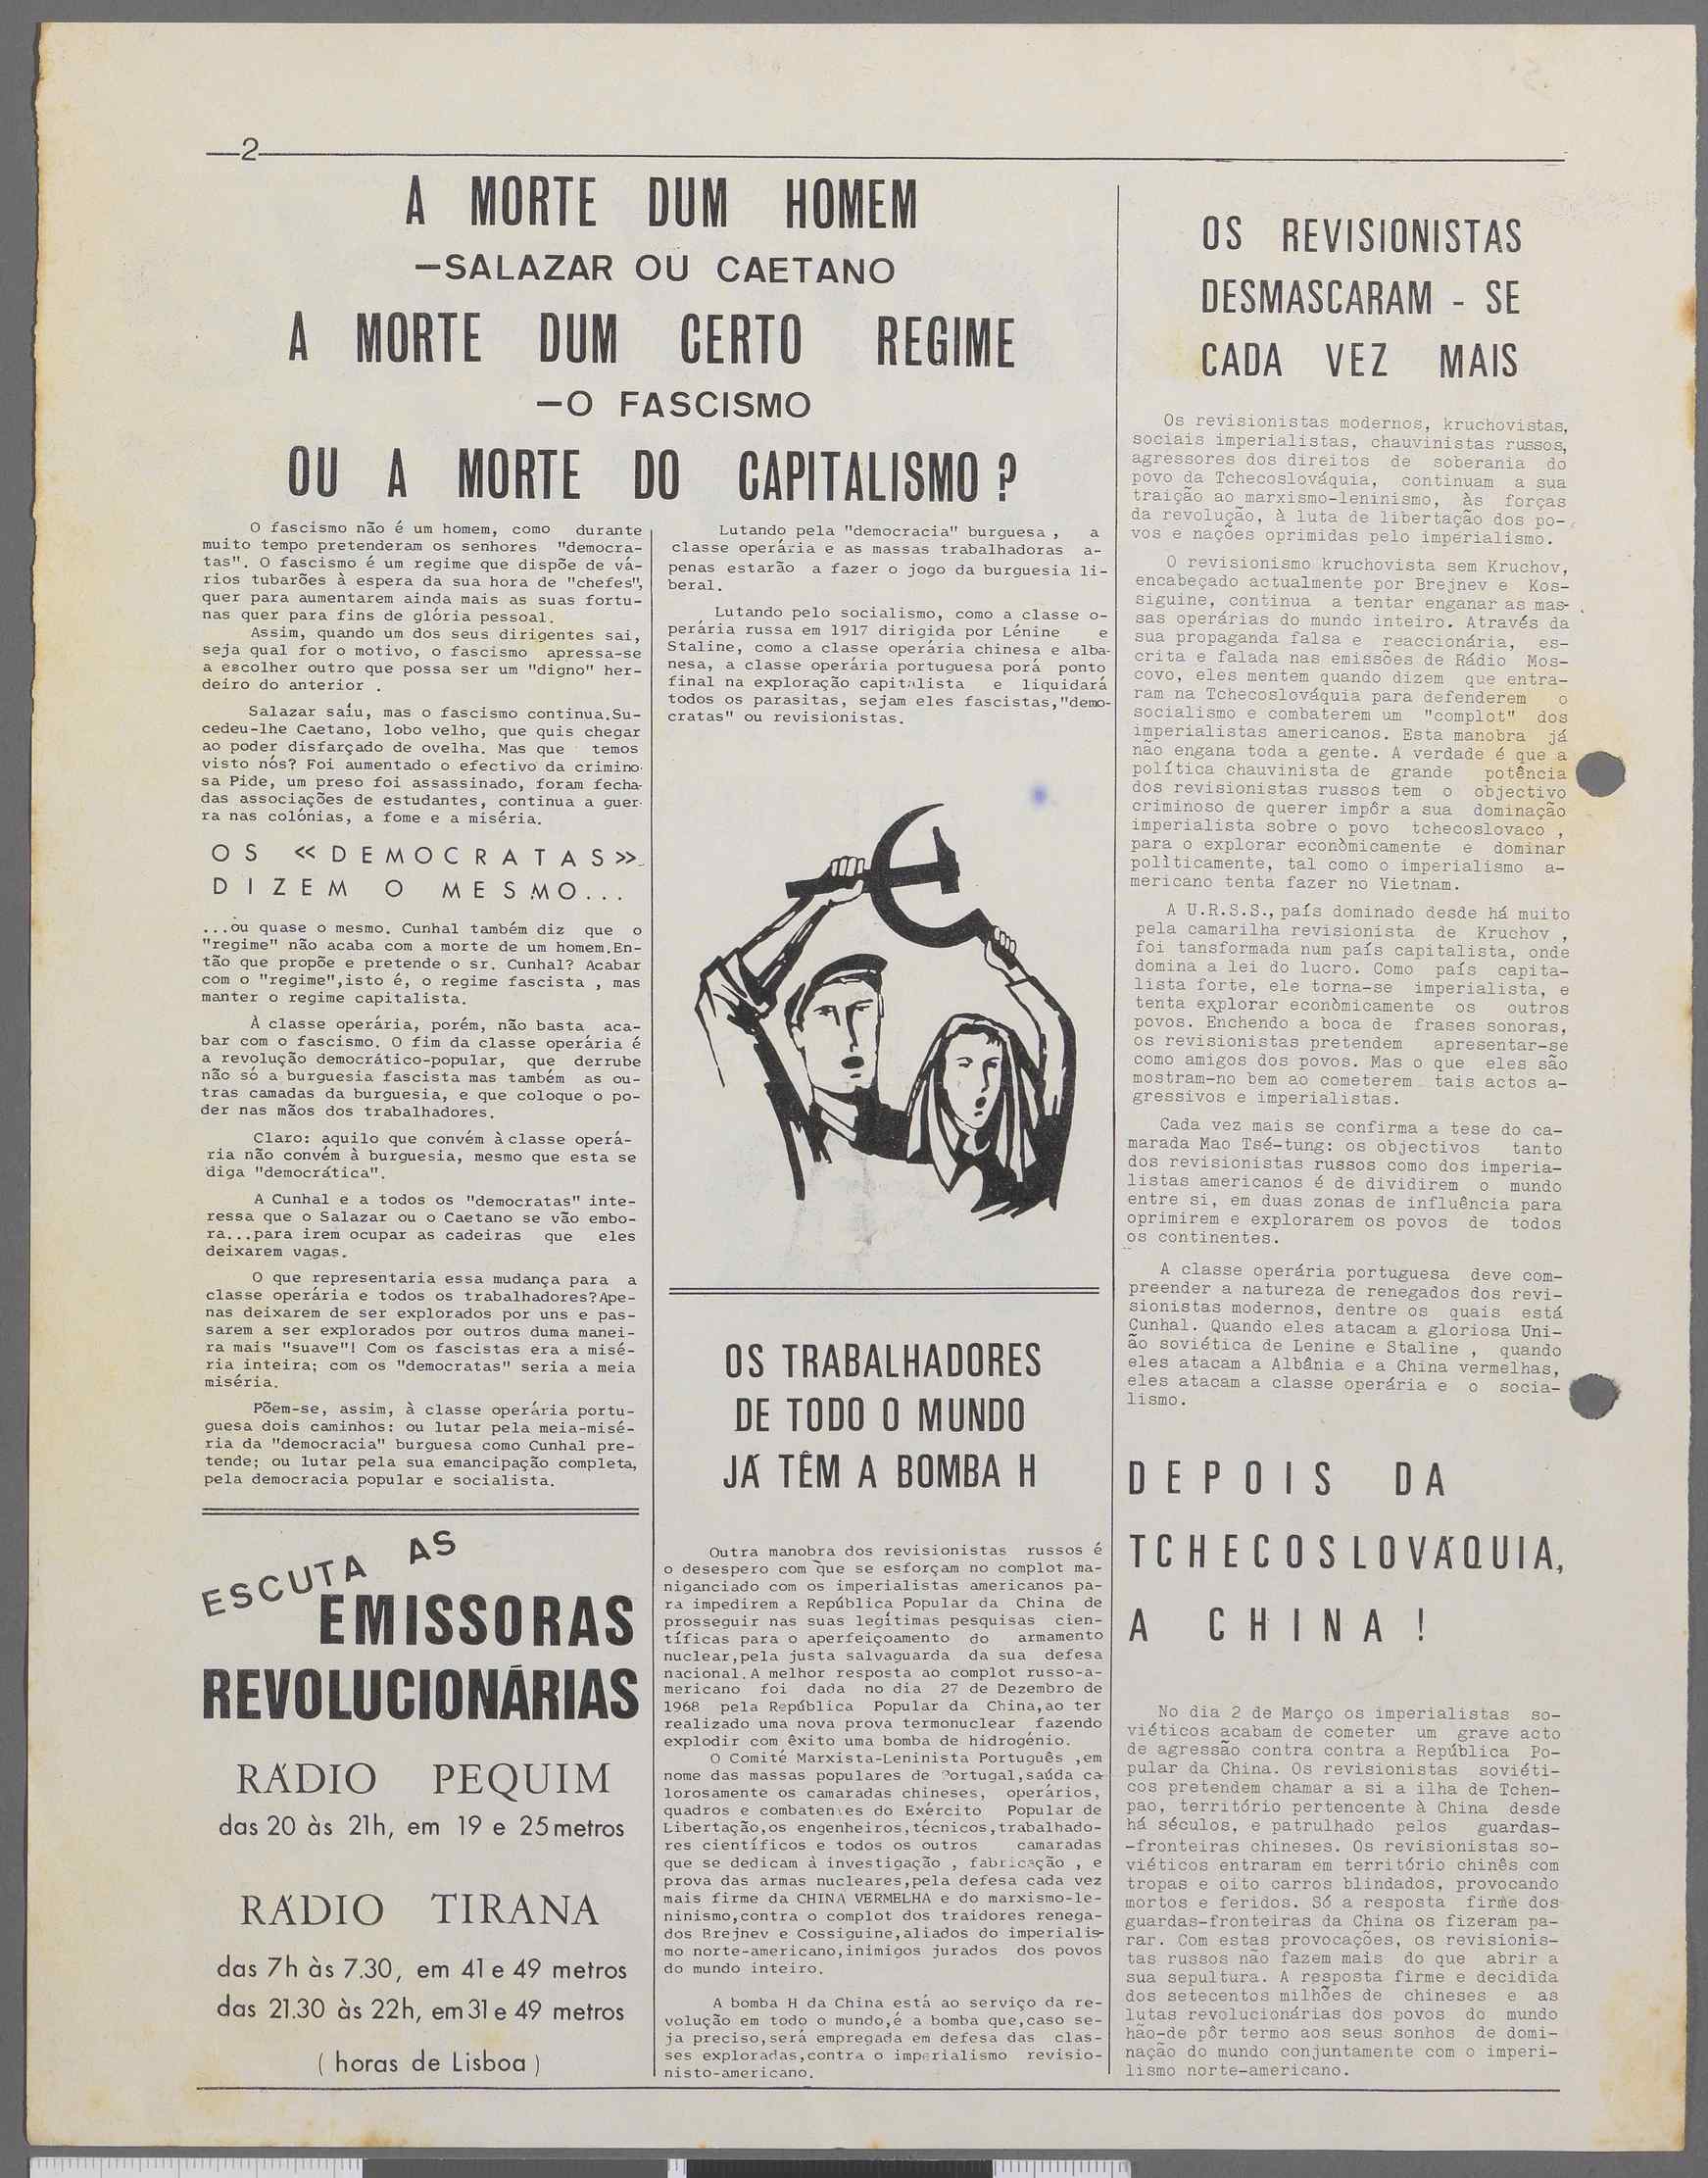 2
A MORTE DUM HOMEM
—SALAZAR OU CAETANO
A MORTE DUM CERTO REGIME
—O FASCISMO
OU A MORTE DO CAPITALISMO?
O fascismo não é um homem, como durante
muito tempo pretenderam os senhores "democra-
tas". O fascismo é um regime que dispõe de vá-
rios tubarões à espera da sua hora de "chefes",
quer para aumentarem ainda mais as suas fortu-
nas quer para fins de glória pessoal.
Assim, quando um dos seus dirigentes sai,
seja qual for o motivo, o fascismo apressa-se
a escolher outro que possa ser um "digno" her-
deiro do anterior .
Salazar saíu, mas o fascismo continua.Su-
cedeu-lhe Caetano, lobo velho, que quis chegar
ao poder disfarçado de ovelha. Mas que temos
visto nós? Foi aumentado o efectivo da crimino-
sa Pide, um preso foi assassinado, foram fecha-
das associações de estudantes, continua a guer-
ra nas colónias, a fome e a miséria.
OS «DEMOCRATAS»
DIZEM O MESMO...
...ou quase o mesmo. Cunhal também diz que o
"regime" não acaba com a morte de um homem.En-
tão que propõe e pretende o sr. Cunhal? Acabar
com o "regime",isto é, o regime fascista , mas
manter o regime capitalista.
À classe operária, porém, não basta aca-
bar com o fascismo. O fim da classe operária é
a revolução democrático-popular, que derrube
não só a burguesia fascista mas também as ou-
tras camadas da burguesia, e que coloque o po-
der nas mãos dos trabalhadores.
Claro: aquilo que convém à classe operá-
ria não convém à burguesia, mesmo que esta se
diga "democrática".
A Cunhal e a todos os "democratas" inte-
ressa que o Salazar ou o Caetano se vão embo-
ra...para irem ocupar as cadeiras que eles
deixarem vagas.
O que representaria essa mudança para a
classe operária e todos os trabalhadores?Ape-
nas deixarem de ser explorados por uns e pas-
sarem a ser explorados por outros duma manei-
ra mais "suave"! Com os fascistas era a misé-
ria inteira; com os "democratas" seria a meia
miséria.
Põem-se, assim, à classe operária portu-
guesa dois caminhos: ou lutar pela meia-misé-
ria da "democracia" burguesa como Cunhal pre-
tende; ou lutar pela sua emancipação completa,
pela democracia popular e socialista.
ESCUTA AS
EMISSORAS
REVOLUCIONÁRIAS
RÁDIO PEQUIM
das 20 às 21h, em 19 e 25 metros
RÁDIO TIRANA
das 7h às 7.30, em 41 e 49 metros
das 21.30 às 22h, em 31 e 49 metros
( horas de Lisboa )
Lutando pela "democracia" burguesa , a
classe operária e as massas trabalhadoras a-
penas estarão a fazer o jogo da burguesia li-
beral.
Lutando pelo socialismo, como a classe o-
perária russa em 1917 dirigida por Lénine e
Staline, como a classe operária chinesa e alba-
nesa, a classe operária portuguesa porá ponto
final na exploração capitalista e liquidará
todos os parasitas, sejam eles fascistas,"demo-
cratas" ou revisionistas.
OS TRABALHADORES
DE TODO O MUNDO
JÁ TÊM A BOMBA H
Outra manobra dos revisionistas russos é
o desespero com que se esforçam no complot ma-
niganciado com os imperialistas americanos pa-
ra impedirem a República Popular da China de
prosseguir nas suas legítimas pesquisas cien-
tíficas para o aperfeiçoamento do armamento
nuclear,pela justa salvaguarda da sua defesa
nacional.A melhor resposta ao complot russo-a-
mericano foi dada no dia 27 de Dezembro de
1968 pela República Popular da China,ao ter
realizado uma nova prova termonuclear ,fazendo
explodir com êxito uma bomba de hidrogénio.
O Comité Marxista-Leninista Português ,em
nome das massas populares de Portugal,saúda ca-
lorosamente os camaradas chineses, operários,
quadros e combatentes do Exército Popular de
Libertação,os engenheiros,técnicos,trabalhado-
res científicos e todos os outros camaradas
que se dedicam à investigação , fabricação , e
prova das armas nucleares,pela defesa cada vez
mais firme da CHINA VERMELHA e do marxismo-le-
ninismo,contra o complot dos traidores renega-
dos Brejnev e Cossiguine,aliados do imperialis-
mo norte-americano,inimigos jurados dos povos
do mundo inteiro.
A bomba H da China está ao serviço da re-
volução em todo o mundo,é a bomba que,caso se-
ja preciso,será empregada em defesa das clas-
ses exploradas,contra o imperialismo revisio-
nisto-americano.
OS REVISIONISTAS
DESMASCARAM - SE
CADA VEZ MAIS
Os revisionistas modernos, kruchovistas,
sociais imperialistas, chauvinistas russos,
agressores dos direitos de soberania do
povo da Tchecoslováquia, continuam a sua
traição ao marxismo-leninismo, às forças
da revolução, à luta de libertação dos po-
vos e nações oprimidas pelo imperialismo.
O revisionismo kruchovista sem Kruchov,
encabeçado actualmente por Brejnev e Kos-
siguine, continua a tentar enganar as mas-
sas operárias do mundo inteiro. Através da
sua propaganda falsa e reaccionária, es-
crita e falada nas emissões de Rádio Mos-
covo, eles mentem quando dizem que entra-
ram na Tchecoslováquia para defenderem o
socialismo e combaterem um "complot" dos
imperialistas americanos. Esta manobra já
não engana toda a gente. A verdade é que a
política chauvinista de grande potência
dos revisionistas russos tem o objectivo
criminoso de querer impôr a sua dominação
imperialista sobre o povo tchecoslovaco ,
para o explorar econòmicamente e dominar
polìticamente, tal como o imperialismo a-
mericano tenta fazer no Vietnam.
A U.R.S.S., país dominado desde há muito
pela camarilha revisionista de Kruchov ,
foi tansformada num país capitalista, onde
domina a lei do lucro. Como país capita-
lista forte, ele torna-se imperialista, e
tenta explorar econòmicamente os outros
povos. Enchendo a boca de frases sonoras,
os revisionistas pretendem apresentar-se
como amigos dos povos. Mas o que eles são
mostram-no bem ao cometerem tais actos a-
gressivos e imperialistas.
Cada vez mais se confirma a tese do ca-
marada Mao Tsé-tung: os objectivos tanto
dos revisionistas russos como dos imperia-
listas americanos é de dividirem o mundo
entre si, em duas zonas de influência para
oprimirem e explorarem os povos de todos
os continentes.
A classe operária portuguesa deve com-
preender a natureza de renegados dos revi-
sionistas modernos, dentre os quais está
Cunhal. Quando eles atacam a gloriosa Uni-
ão soviética de Lenine e Staline , quando
eles atacam a Albânia e a China vermelhas,
eles atacam a classe operária e o socia-
lismo.
DEPOIS DA
TCHECOSLOVÁQUIA,
A CHINA!
No dia 2 de Março os imperialistas so-
viéticos acabam de cometer um grave acto
de agressão contra contra a República Po-
pular da China. Os revisionistas soviéti-
cos pretendem chamar a si a ilha de Tchen-
pao, território pertencente à China desde
há séculos, e patrulhado pelos guardas-
-fronteiras chineses. Os revisionistas so-
viéticos entraram em território chinês com
tropas e oito carros blindados, provocando
mortos e feridos. Só a resposta firme dos
guardas-fronteiras da China os fizeram pa-
rar. Com estas provocações, os revisionis-
tas russos não fazem mais do que abrir a
sua sepultura. A resposta firme e decidida
dos setecentos milhões de chineses e as
lutas revolucionárias dos povos do mundo
hão-de pôr termo aos seus sonhos de domi-
nação do mundo conjuntamente com o imperi-
lismo norte-americano.